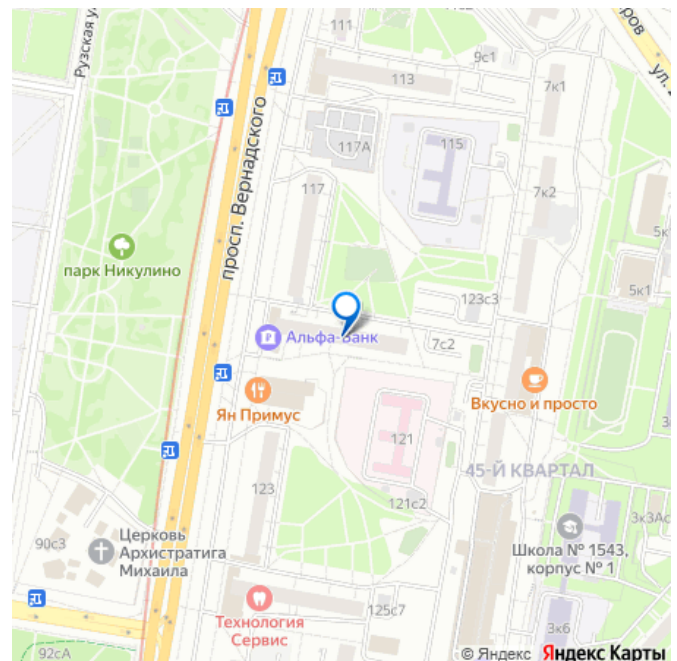 Рузская у
111
9с1
ров
113
7к1
ул.
просп. Вернадского
117А
115
117
7к2
парк Никулино
5к
5к1
123с3
Альфа-Банк
7с2
Вкусно и просто
Ян Примус
121
45-Й КВАРТАЛ
123
121с2
3к3Ас
90с3
Церковь
Архистратига
Михаила
Школа № 1543,
корпус № 1
Технология
Сервис
125с7
3к6
92сА
© Яндекс Яндекс Карты